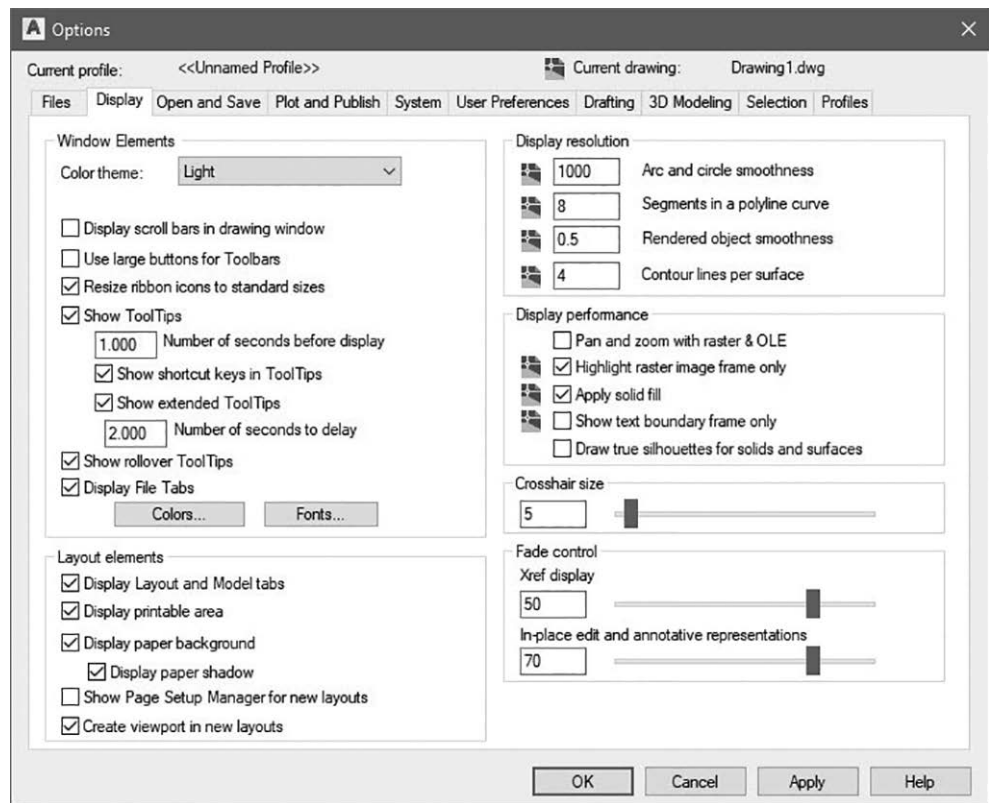 A Options
Current profile: <<Unnamed Profile>> Current drawing: Drawing1.dwg
Files Display Open and Save Plot and Publish System User Preferences Drafting 3D Modeling Selection Profiles
Window Elements
Color theme: Light
Display scroll bars in drawing window
Use large buttons for Toolbars
Resize ribbon icons to standard sizes
Show ToolTips
1.000 Number of seconds before display
Show shortcut keys in ToolTips
Show extended ToolTips
2.000 Number of seconds to delay
Show rollover ToolTips
Display File Tabs
Colors... Fonts...
Layout elements
Display Layout and Model tabs
Display printable area
Display paper background
Display paper shadow
Show Page Setup Manager for new layouts
Create viewport in new layouts
Display resolution
1000 Arc and circle smoothness
8 Segments in a polyline curve
0.5 Rendered object smoothness
4 Contour lines per surface
Display performance
Pan and zoom with raster & OLE
Highlight raster image frame only
Apply solid fill
Show text boundary frame only
Draw true silhouettes for solids and surfaces
Crosshair size
5
Fade control
Xref display
50
In-place edit and annotative representations
70
OK Cancel Apply Help